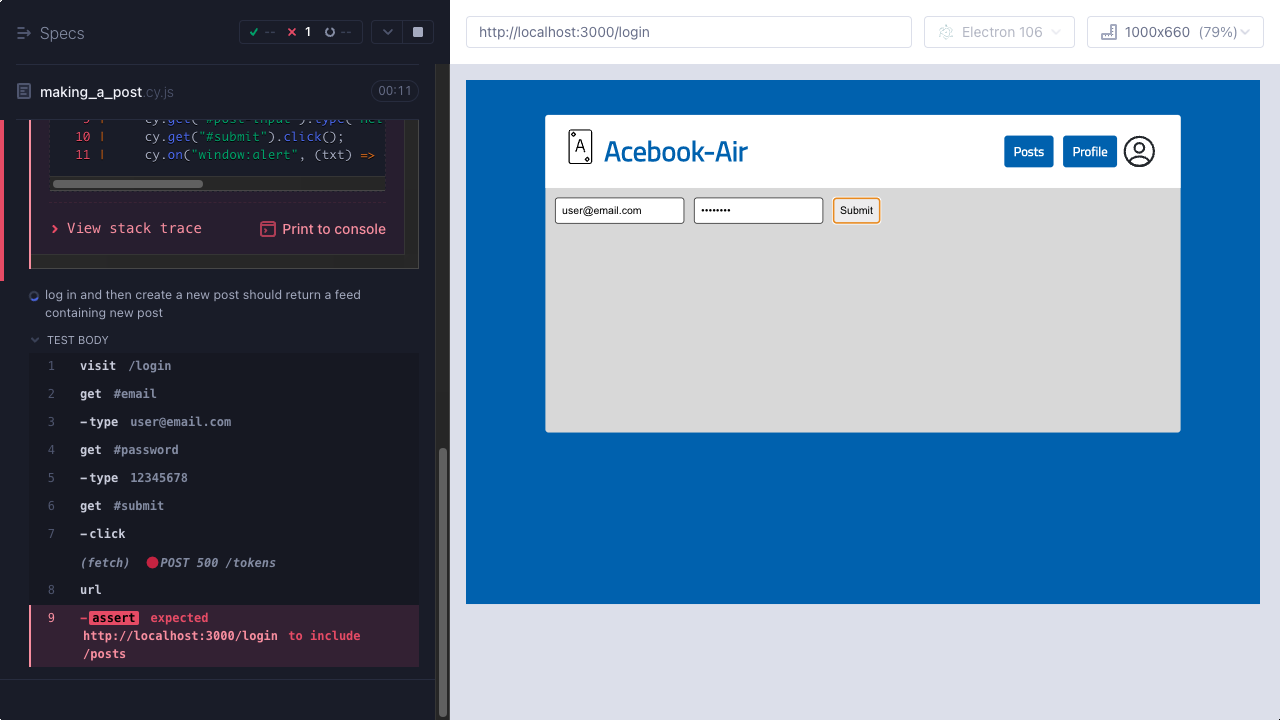 Specs
-- 1 --
making_a_post.cy.js 00:11
9 | cy.get("#post-input").type("Hel
10 | cy.get("#submit").click();
11 | cy.on("window:alert", (txt) =>
> View stack trace Print to console
log in and then create a new post should return a feed
containing new post
TEST BODY
1 visit /login
2 get #email
3 -type user@email.com
4 get #password
5 -type 12345678
6 get #submit
7 -click
(fetch) POST 500 /tokens
8 url
9 -assert expected
http://localhost:3000/login to include
/posts
http://localhost:3000/login Electron 106 1000x660 (79%)
A Acebook-Air Posts Profile
user@email.com •••••••• Submit